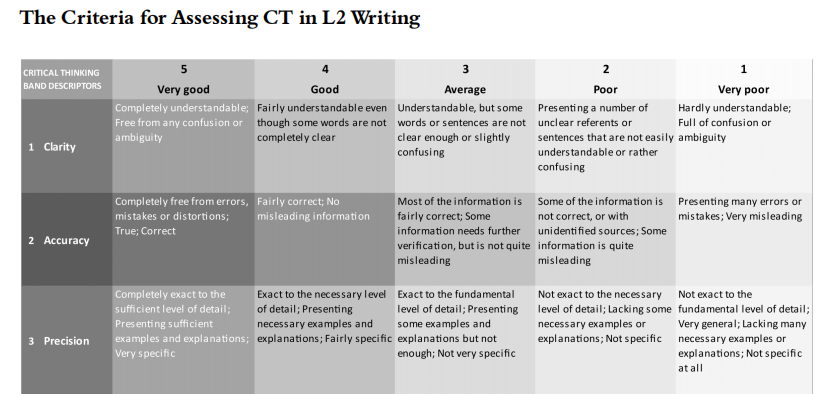 The Criteria for Assessing CT in L2 Writing
CRITICAL THINKING
BAND DESCRIPTORS
5
Very good
4
Good
3
Average
2
Poor
1
Very poor
1 Clarity
Completely understandable;
Free from any confusion or
ambiguity
Fairly understandable even
though some words are not
completely clear
Understandable, but some
words or sentences are not
clear enough or slightly
confusing
Presenting a number of
unclear referents or
sentences that are not easily
understandable or rather
confusing
Hardly understandable;
Full of confusion or
ambiguity
2 Accuracy
Completely free from errors,
mistakes or distortions;
True; Correct
Fairly correct; No
misleading information
Most of the information is
fairly correct; Some
information needs further
verification, but is not quite
misleading
Some of the information is
not correct, or with
unidentified sources; Some
information is quite
misleading
Presenting many errors or
mistakes; Very misleading
3 Precision
Completely exact to the
sufficient level of detail;
Presenting sufficient
examples and explanations;
Very specific
Exact to the necessary level
of detail; Presenting
necessary examples and
explanations; Fairly specific
Exact to the fundamental
level of detail; Presenting
some examples and
explanations but not
enough; Not very specific
Not exact to the necessary
level of detail; Lacking some
necessary examples or
explanations; Not specific
Not exact to the
fundamental level of detail;
Very general; Lacking many
necessary examples or
explanations; Not specific
at all